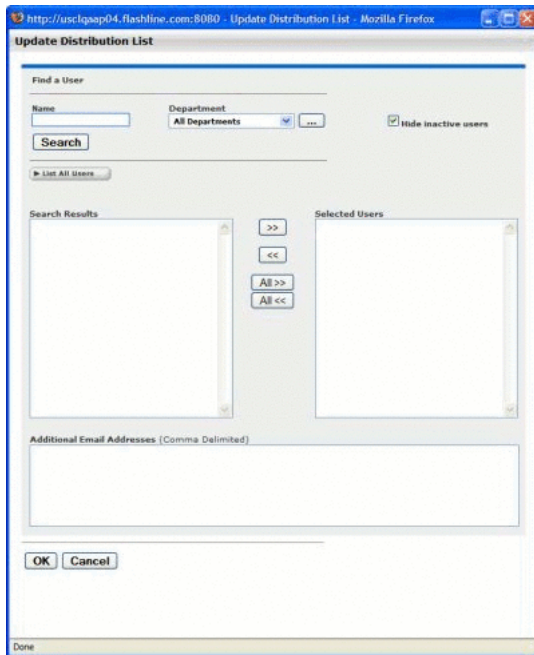 http://usclqaap04.flashline.com:8080 - Update Distribution List - Mozilla Firefox
Update Distribution List
Find a User
Name
Department
All Departments
...
Hide inactive users
Search
List All Users
Search Results
Selected Users
>>
<<
All >>
All <<
Additional Email Addresses (Comma Delimited)
OK
Cancel
Done